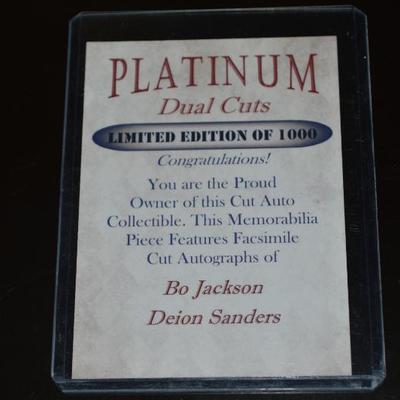 PLATINUM
Dual Cuts
LIMITED EDITION OF 1000
Congratulations!
You are the Proud
Owner of this Cut Auto
Collectible. This Memorabilia
Piece Features Facsimile
Cut Autographs of
Bo Jackson
Deion Sanders